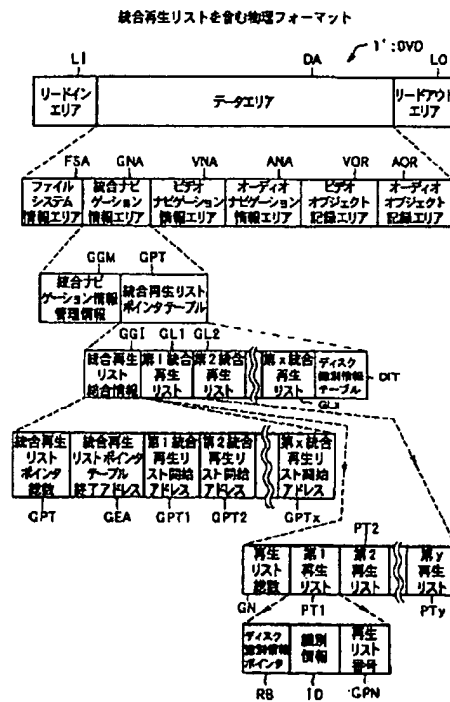 統合再生リストを含む物理フォーマット
1':DVD
LI
DA
LO
リードイン
エリア
データエリア
リードアウト
エリア
FSA
GNA
VNA
ANA
VOR
AOR
ファイル
システム
情報エリア
統合ナビ
ゲーション
情報エリア
ビデオ
ナビゲーション
情報エリア
オーディオ
ナビゲーション
情報エリア
ビデオ
オブジェクト
記録エリア
オーディオ
オブジェクト
記録エリア
GGM
GPT
統合ナビ
ゲーション情報
管理情報
統合再生リスト
ポインタテーブル
GGI
GL1
GL2
統合再生
リスト
総合情報
第1統合
再生
リスト
第2統合
再生
リスト
第x統合
再生
リスト
ディスク
識別情報
テーブル
DIT
GLx
統合再生
リスト
ポインタ
総数
統合再生
リストポインタ
テーブル
終了アドレス
第1統合再生
リスト開始
アドレス
第2統合再生
リスト開始
アドレス
第x統合再生
リスト開始
アドレス
GPT
GEA
GPT1
GPT2
GPTx
PT2
再生
リスト
総数
第1
再生
リスト
第2
再生
リスト
第y
再生
リスト
GN
PT1
PTy
ディスク
識別情報
ポインタ
識別
情報
再生
リスト
番号
RB
ID
GPN